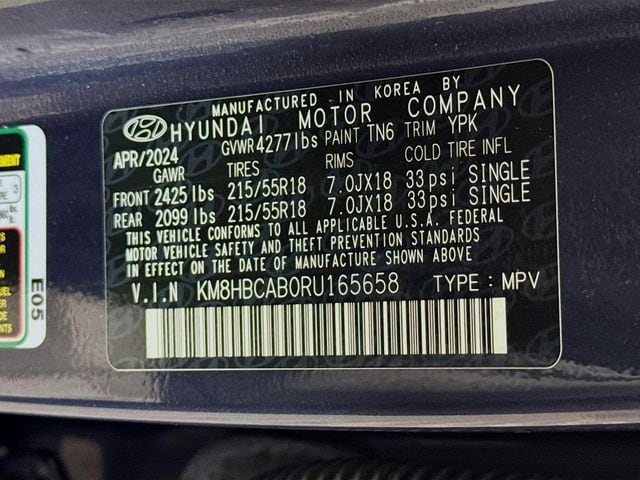 MANUFACTURED IN KOREA BY
HYUNDAI MOTOR COMPANY
APR/2024 GVWR 4277lbs PAINT TN6 TRIM YPK
GAWR TIRES RIMS COLD TIRE INFL
FRONT 2425 lbs 215/55R18 7.0JX18 33 psi SINGLE
REAR 2099 lbs 215/55R18 7.0JX18 33 psi SINGLE
THIS VEHICLE CONFORMS TO ALL APPLICABLE U.S.A. FEDERAL
MOTOR VEHICLE SAFETY AND THEFT PREVENTION STANDARDS
IN EFFECT ON THE DATE OF MANUFACTURE SHOWN ABOVE
V.I.N KM8HBCAB0RU165658 TYPE : MPV
E05